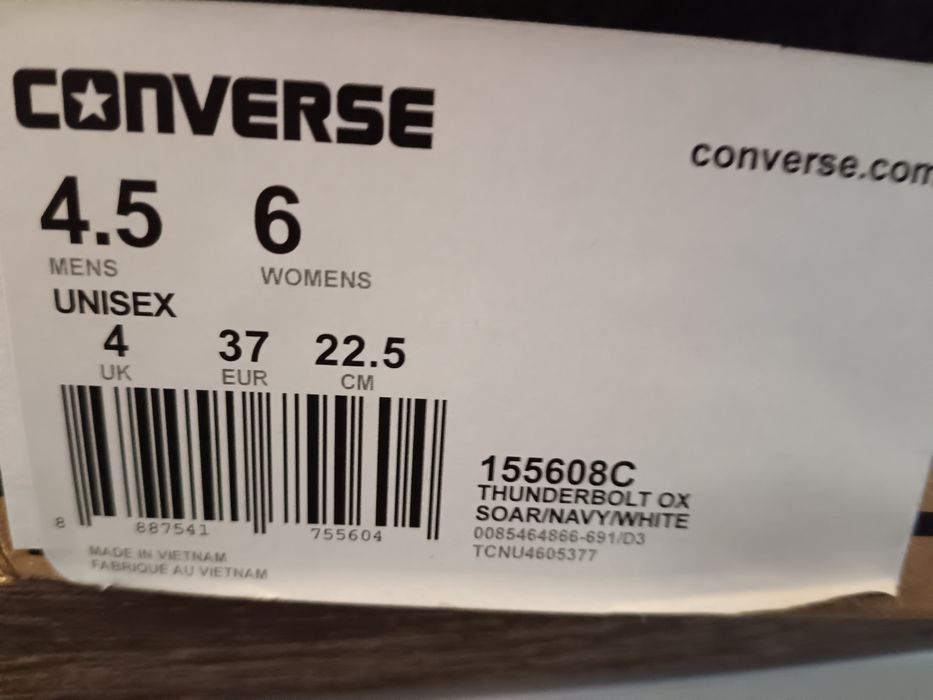 CONVERSE
converse.com
4.5 6
MENS WOMENS
UNISEX
4 37 22.5
UK EUR CM
8 887541 755604
155608C
THUNDERBOLT OX
SOAR/NAVY/WHITE
0085464866-691/D3
TCNU4605377
MADE IN VIETNAM
FABRIQUE AU VIETNAM